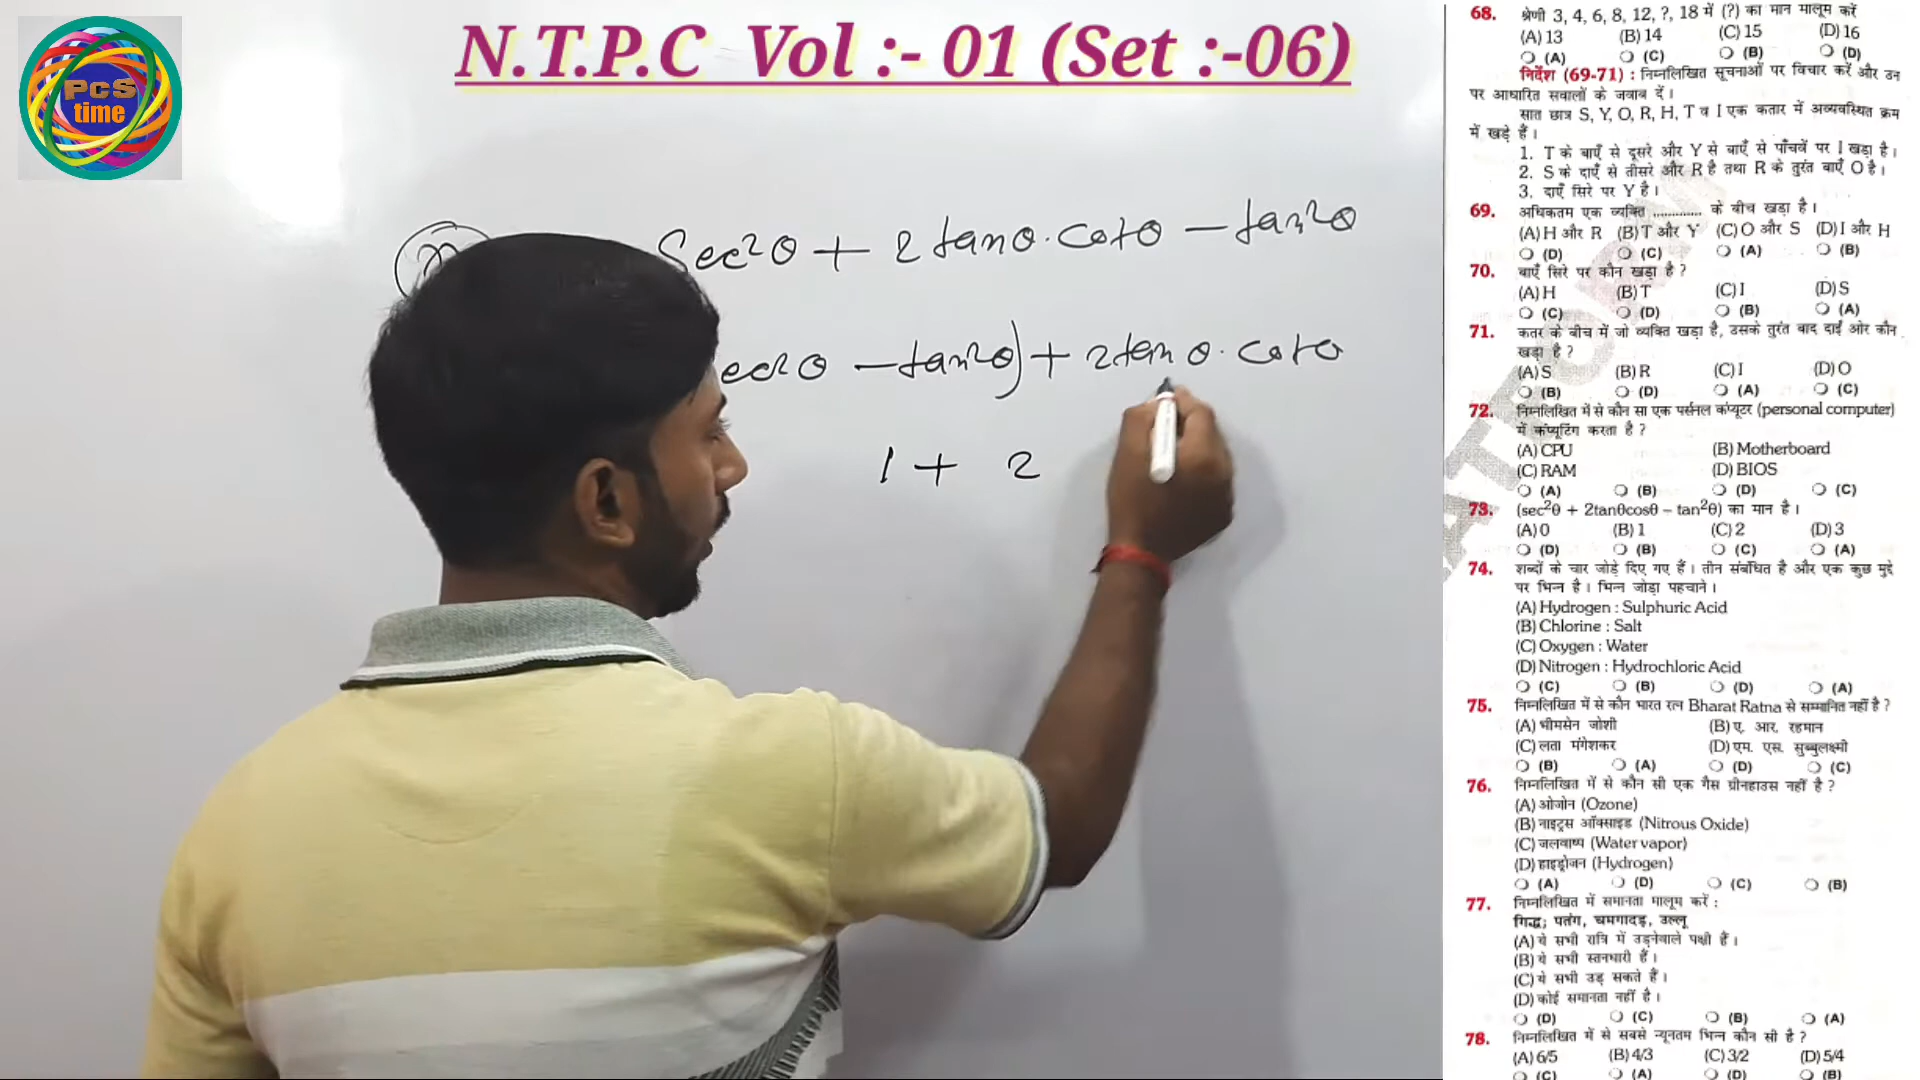 PcS
time
N.T.P.C Vol :- 01 (Set :-06)
Sec²θ + 2tanθ.cotθ – tan²θ
ec²θ – tan²θ) + 2tanθ.cotθ
1 + 2
68. श्रेणी 3, 4, 6, 8, 12, ?, 18 में (?) का मान मालूम करें
(A) 13 (B) 14 (C) 15 (D) 16
(A) (C) (B) (D)
निर्देश (69-71) : निम्नलिखित सूचनाओं पर विचार करें और उन
पर आधारित सवालों के जवाब दें।
सात छात्र S, Y, O, R, H, T व I एक कतार में अव्यवस्थित क्रम
में खड़े हैं।
1. T के बाएँ से दूसरे और Y से बाएँ से पाँचवें पर I खड़ा है।
2. S के दाएँ से तीसरे और R है तथा R के तुरंत बाएँ O है।
3. दाएँ सिरे पर Y है।
69. अधिकतम एक व्यक्ति ............. के बीच खड़ा है।
(A) H और R (B) T और Y (C) O और S (D) I और H
(D) (C) (A) (B)
70. बाएँ सिरे पर कौन खड़ा है ?
(A) H (B) T (C) I (D) S
(C) (D) (B) (A)
71. कतर के बीच में जो व्यक्ति खड़ा है, उसके तुरंत बाद दाईं ओर कौन
खड़ा है ?
(A) S (B) R (C) I (D) O
(B) (D) (A) (C)
72. निम्नलिखित में से कौन सा एक पर्सनल कंप्यूटर (personal computer)
में कंप्यूटिंग करता है ?
(A) CPU (B) Motherboard
(C) RAM (D) BIOS
(A) (B) (D) (C)
73. (sec²θ + 2tanθcosθ – tan²θ) का मान है।
(A) 0 (B) 1 (C) 2 (D) 3
(D) (B) (C) (A)
74. शब्दों के चार जोड़े दिए गए हैं। तीन संबंधित है और एक कुछ मुद्दे
पर भिन्न है। भिन्न जोड़ा पहचाने।
(A) Hydrogen : Sulphuric Acid
(B) Chlorine : Salt
(C) Oxygen : Water
(D) Nitrogen : Hydrochloric Acid
(C) (B) (D) (A)
75. निम्नलिखित में से कौन भारत रत्न Bharat Ratna से सम्मानित नहीं है ?
(A) भीमसेन जोशी (B) ए. आर. रहमान
(C) लता मंगेशकर (D) एम. एस. सुब्बुलक्ष्मी
(B) (A) (D) (C)
76. निम्नलिखित में से कौन सी एक गैस ग्रीनहाउस नहीं है ?
(A) ओजोन (Ozone)
(B) नाइट्रस ऑक्साइड (Nitrous Oxide)
(C) जलवाष्प (Water vapor)
(D) हाइड्रोजन (Hydrogen)
(A) (D) (C) (B)
77. निम्नलिखित में समानता मालूम करें :
गिद्ध; पतंग, चमगादड़, उल्लू
(A) ये सभी रात्रि में उड़नेवाले पक्षी हैं।
(B) ये सभी स्तनधारी हैं।
(C) ये सभी उड़ सकते हैं।
(D) कोई समानता नहीं है।
(D) (C) (B) (A)
78. निम्नलिखित में से सबसे न्यूनतम भिन्न कौन सी है ?
(A) 6/5 (B) 4/3 (C) 3/2 (D) 5/4
(C) (A) (D) (B)